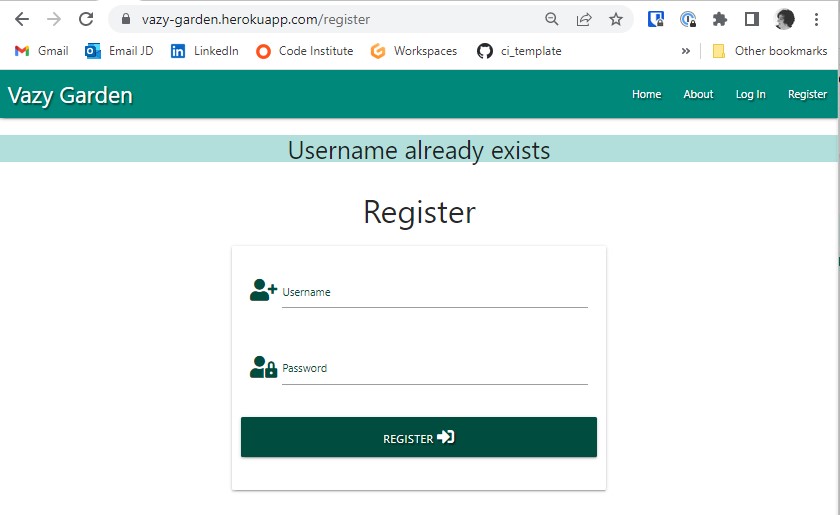 vazy-garden.herokuapp.com/register
Gmail Email JD LinkedIn Code Institute Workspaces ci_template » Other bookmarks
Vazy Garden Home About Log In Register
Username already exists
Register
Username
Password
REGISTER